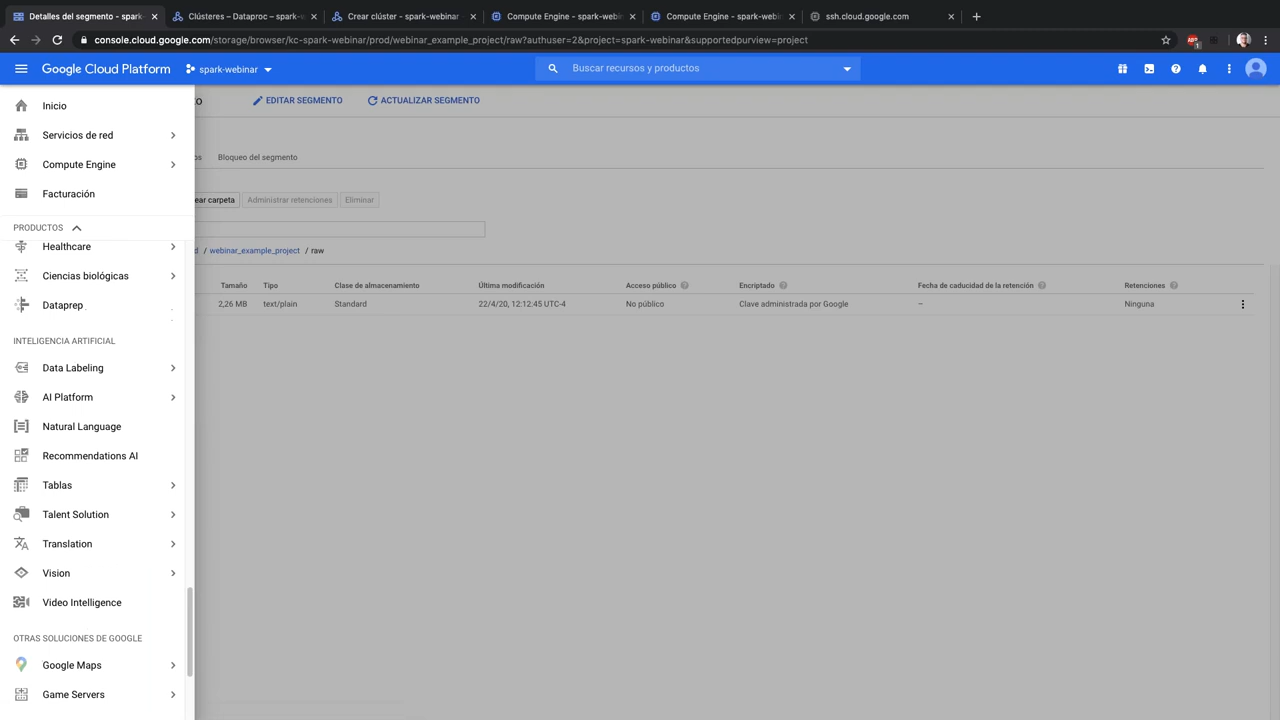 Detalles del segmento - spark-
Clústeres – Dataproc – spark-v
Crear clúster - spark-webinar
Compute Engine - spark-webin
Compute Engine - spark-webin
ssh.cloud.google.com
console.cloud.google.com/storage/browser/kc-spark-webinar/prod/webinar_example_project/raw?authuser=2&project=spark-webinar&supportedpurview=project
Google Cloud Platform
spark-webinar
Buscar recursos y productos
Inicio
EDITAR SEGMENTO
ACTUALIZAR SEGMENTO
Servicios de red
os
Bloqueo del segmento
Compute Engine
Facturación
ear carpeta
Administrar retenciones
Eliminar
PRODUCTOS
Healthcare
d / webinar_example_project / raw
Ciencias biológicas
Tamaño
Tipo
Clase de almacenamiento
Última modificación
Acceso público
Encriptado
Fecha de caducidad de la retención
Retenciones
Dataprep
2,26 MB
text/plain
Standard
22/4/20, 12:12:45 UTC-4
No público
Clave administrada por Google
–
Ninguna
INTELIGENCIA ARTIFICIAL
Data Labeling
AI Platform
Natural Language
Recommendations AI
Tablas
Talent Solution
Translation
Vision
Video Intelligence
OTRAS SOLUCIONES DE GOOGLE
Google Maps
Game Servers